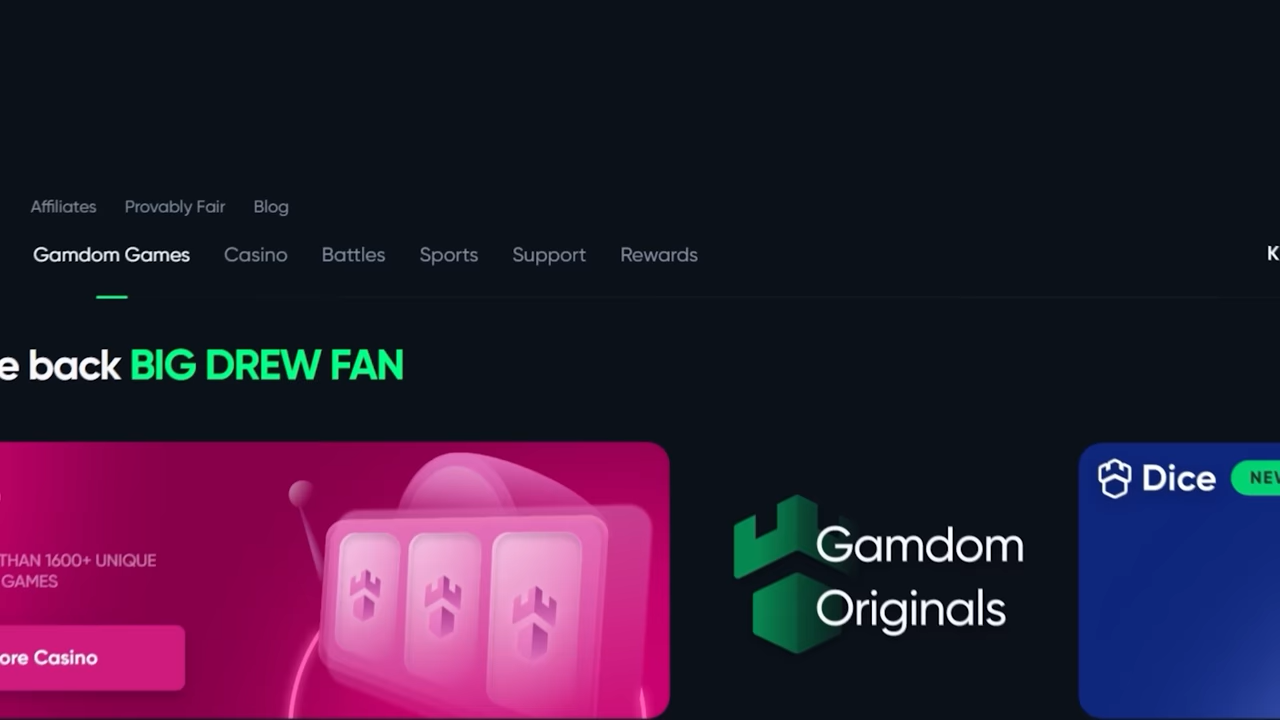 Affiliates Provably Fair Blog
Gamdom Games Casino Battles Sports Support Rewards
K
e back BIG DREW FAN
Dice NEW
THAN 1600+ UNIQUE
GAMES
Gamdom
Originals
ore Casino